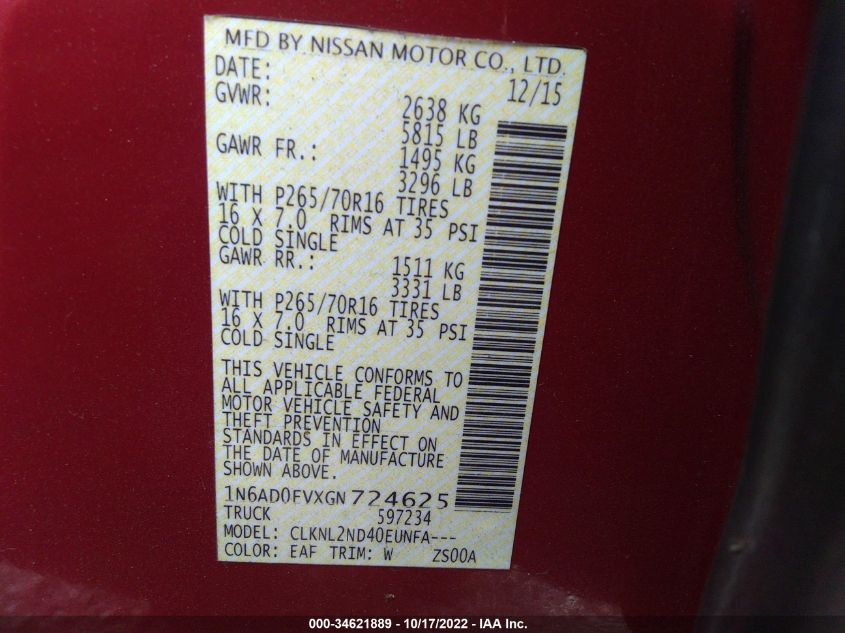 MFD BY NISSAN MOTOR CO., LTD.
DATE: 12/15
GVWR: 2638 KG
5815 LB
GAWR FR.: 1495 KG
3296 LB
WITH P265/70R16 TIRES
16 X 7.0 RIMS AT 35 PSI
COLD SINGLE
GAWR RR.: 1511 KG
3331 LB
WITH P265/70R16 TIRES
16 X 7.0 RIMS AT 35 PSI
COLD SINGLE
THIS VEHICLE CONFORMS TO
ALL APPLICABLE FEDERAL
MOTOR VEHICLE SAFETY AND
THEFT PREVENTION
STANDARDS IN EFFECT ON
THE DATE OF MANUFACTURE
SHOWN ABOVE.
1N6AD0FVXGN724625
TRUCK 597234
MODEL: CLKNL2ND40EUNFA---
COLOR: EAF TRIM: W ZS00A
000-34621889 - 10/17/2022 - IAA Inc.